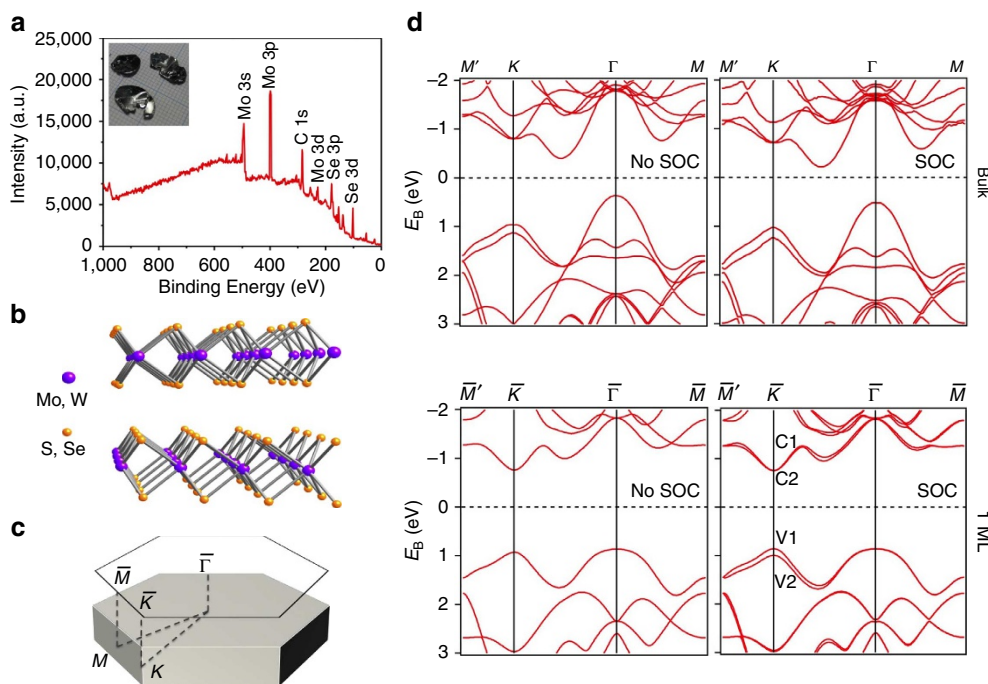 a
25,000
20,000
15,000
10,000
5,000
0
Intensity (a.u.)
Mo 3s
Mo 3p
C 1s
Mo 3d
Se 3p
Se 3d
1,000 800 600 400 200 0
Binding Energy (eV)
b
Mo, W
S, Se
c
M̅
K̅
Γ̅
M
K
d
M′ K Γ M
M′ K Γ M
−2
−1
0
1
2
3
E_B (eV)
No SOC
SOC
Bulk
M̅′ K̅ Γ̅ M̅
M̅′ K̅ Γ̅ M̅
−2
−1
0
1
2
3
E_B (eV)
No SOC
C1
C2
SOC
V1
V2
1 ML